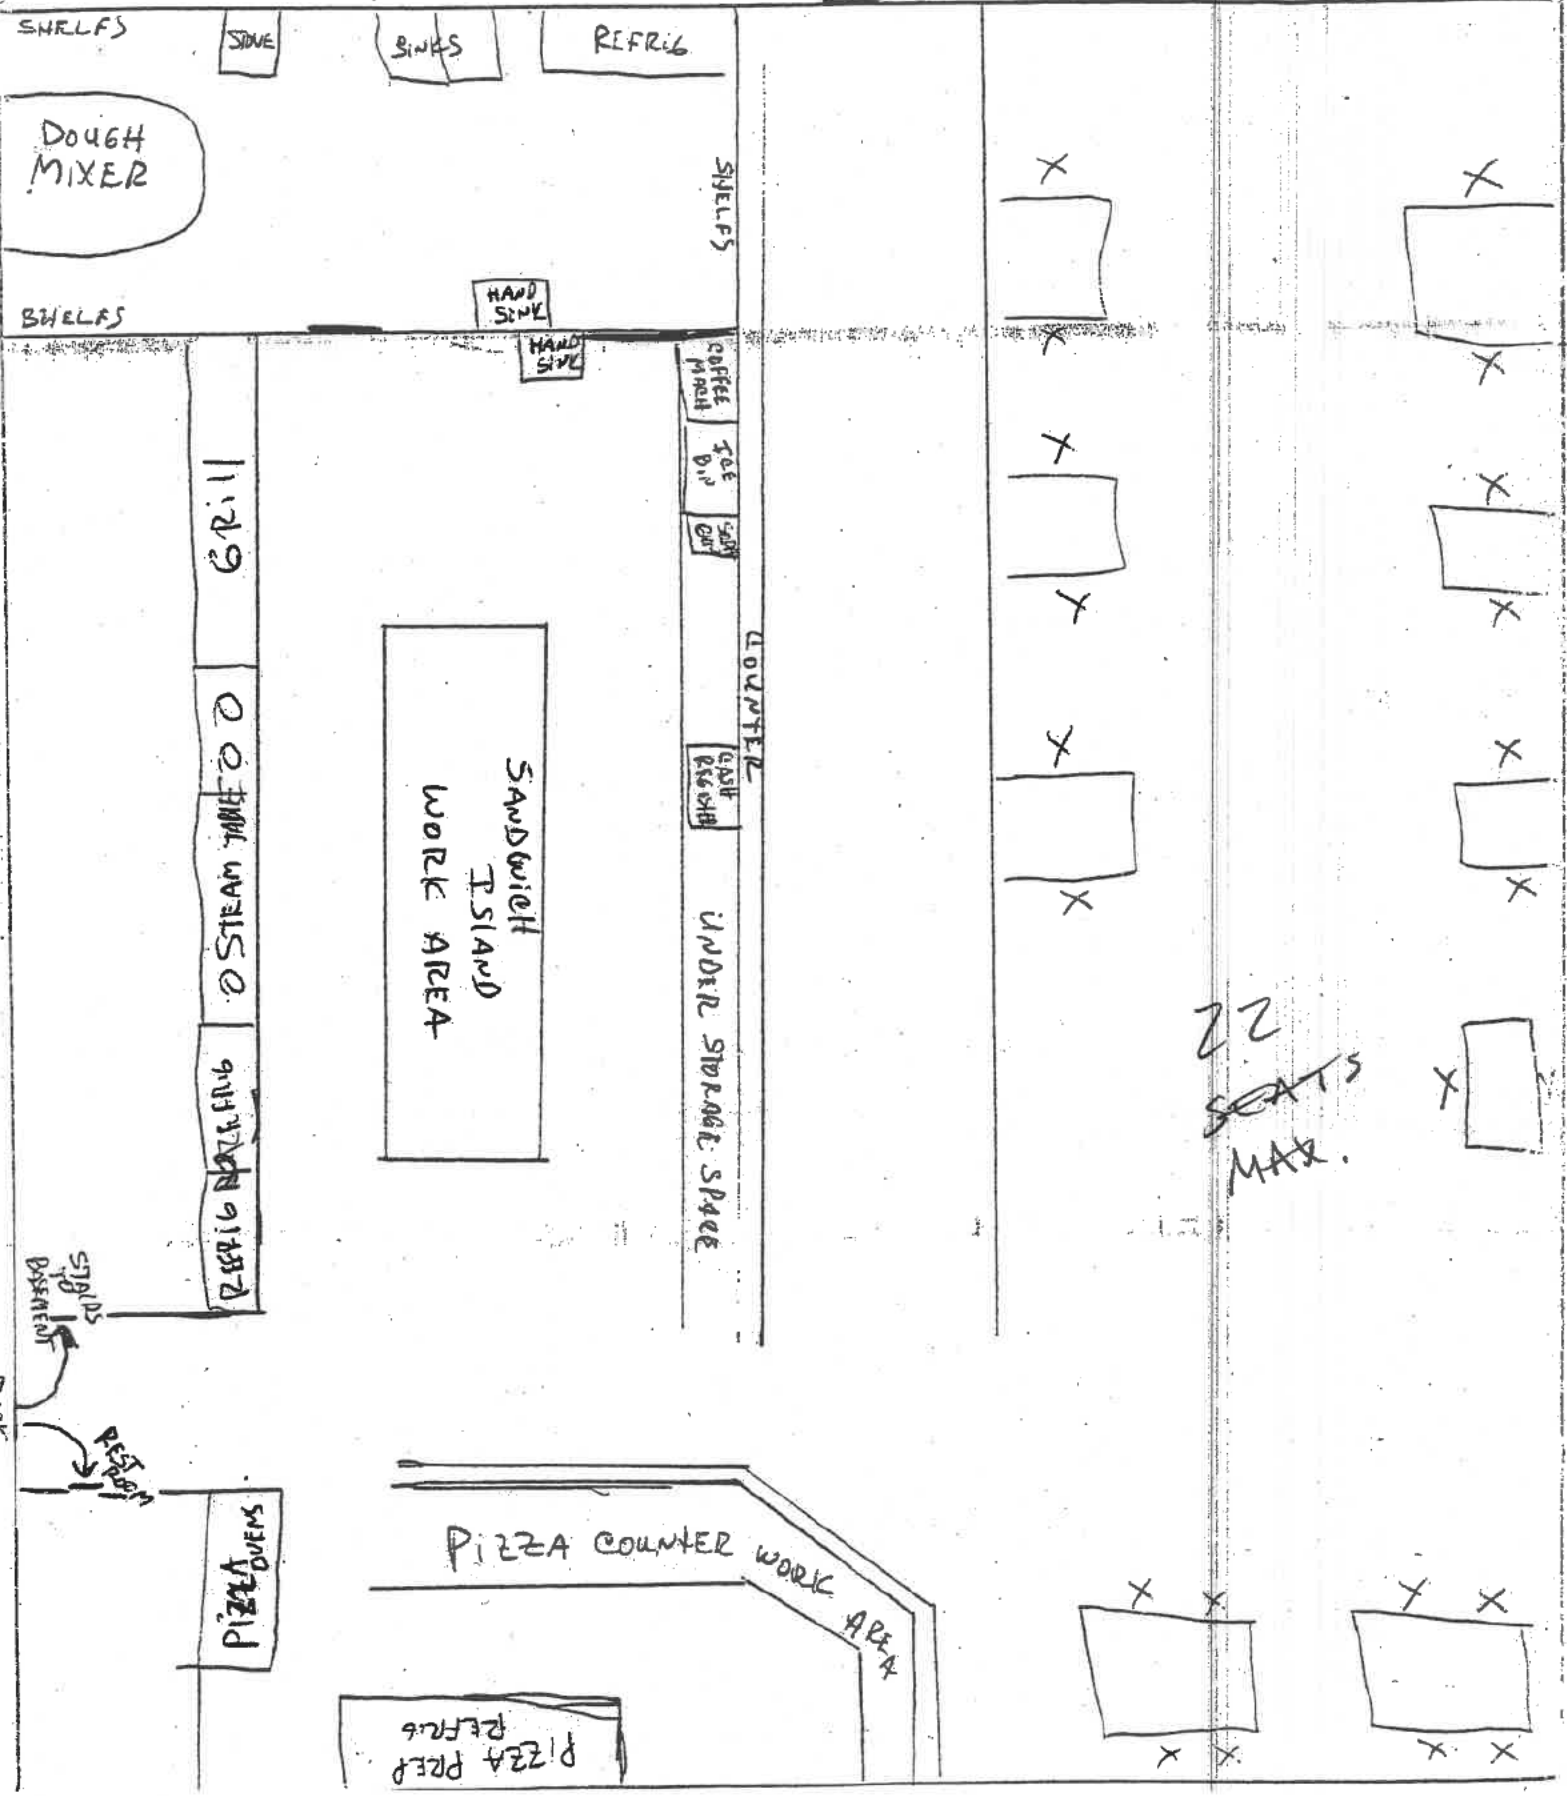 SHELFS
STOVE
SINKS
REFRIG
DOUGH
MIXER
SHELFS
SHELFS
HAND
SINK
HAND
SINK
COFFEE
MACH
ICE
BIN
GRill
COUNTER
CASH
REGISTER
STEAM TABLE
SANDWICH
ISLAND
WORK AREA
UNDER STORAGE SPACE
22
SEATS
MAX.
REFRIG
STAIRS
TO
BASEMENT
REST
ROOM
PIZZA
OVENS
PIZZA COUNTER WORK
AREA
PIZZA PREP
REFRIG